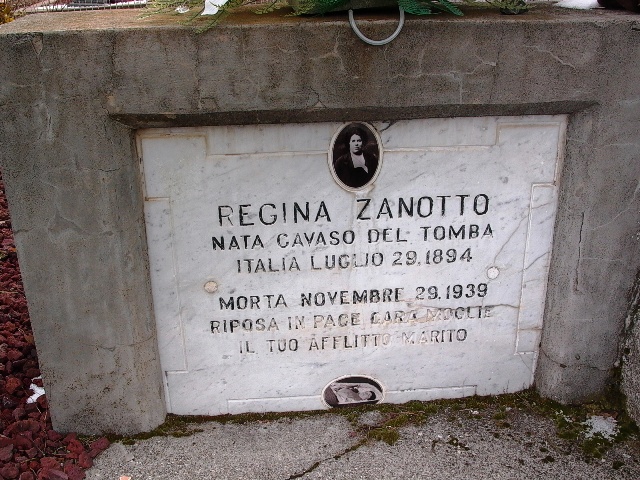 REGINA ZANOTTO
NATA CAVASO DEL TOMBA
ITALIA LUGLIO 29, 1894
MORTA NOVEMBRE 29, 1939
RIPOSA IN PACE CARA MOGLIE
IL TUO AFFLITTO MARITO